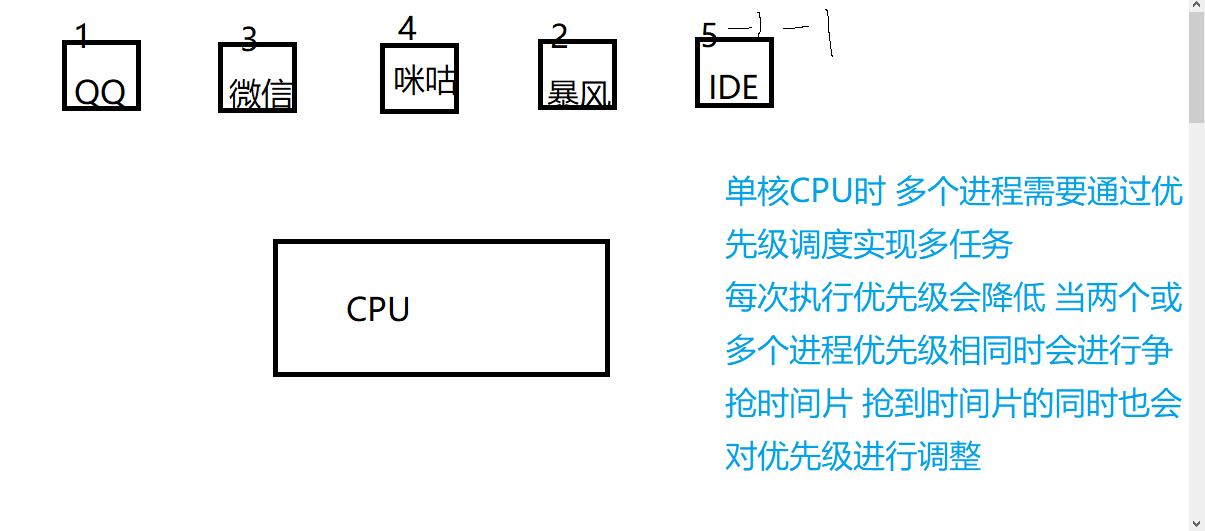 1 3 4 2 5 -1-1
QQ 微信 咪咕 暴风 IDE
单核CPU时 多个进程需要通过优
先级调度实现多任务
每次执行优先级会降低 当两个或
多个进程优先级相同时会进行争
抢时间片 抢到时间片的同时也会
对优先级进行调整
CPU